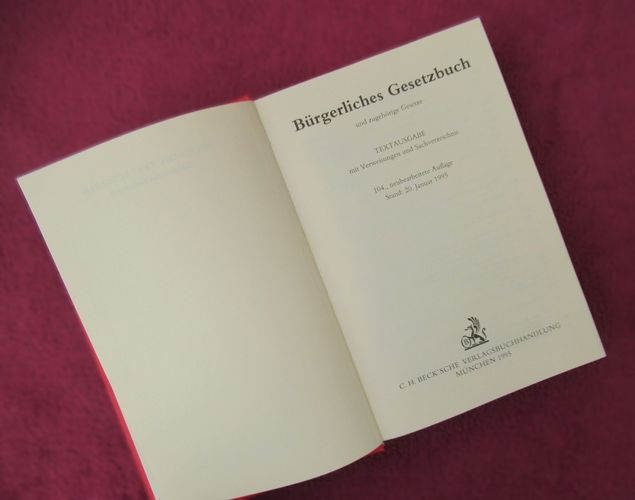 Bürgerliches Gesetzbuch
und zugehörige Gesetze
TEXTAUSGABE
mit Verweisungen und Sachverzeichnis
104., neubearbeitete Auflage
Stand: 20. Januar 1995
B
C. H. BECK'SCHE VERLAGSBUCHHANDLUNG
MÜNCHEN 1995